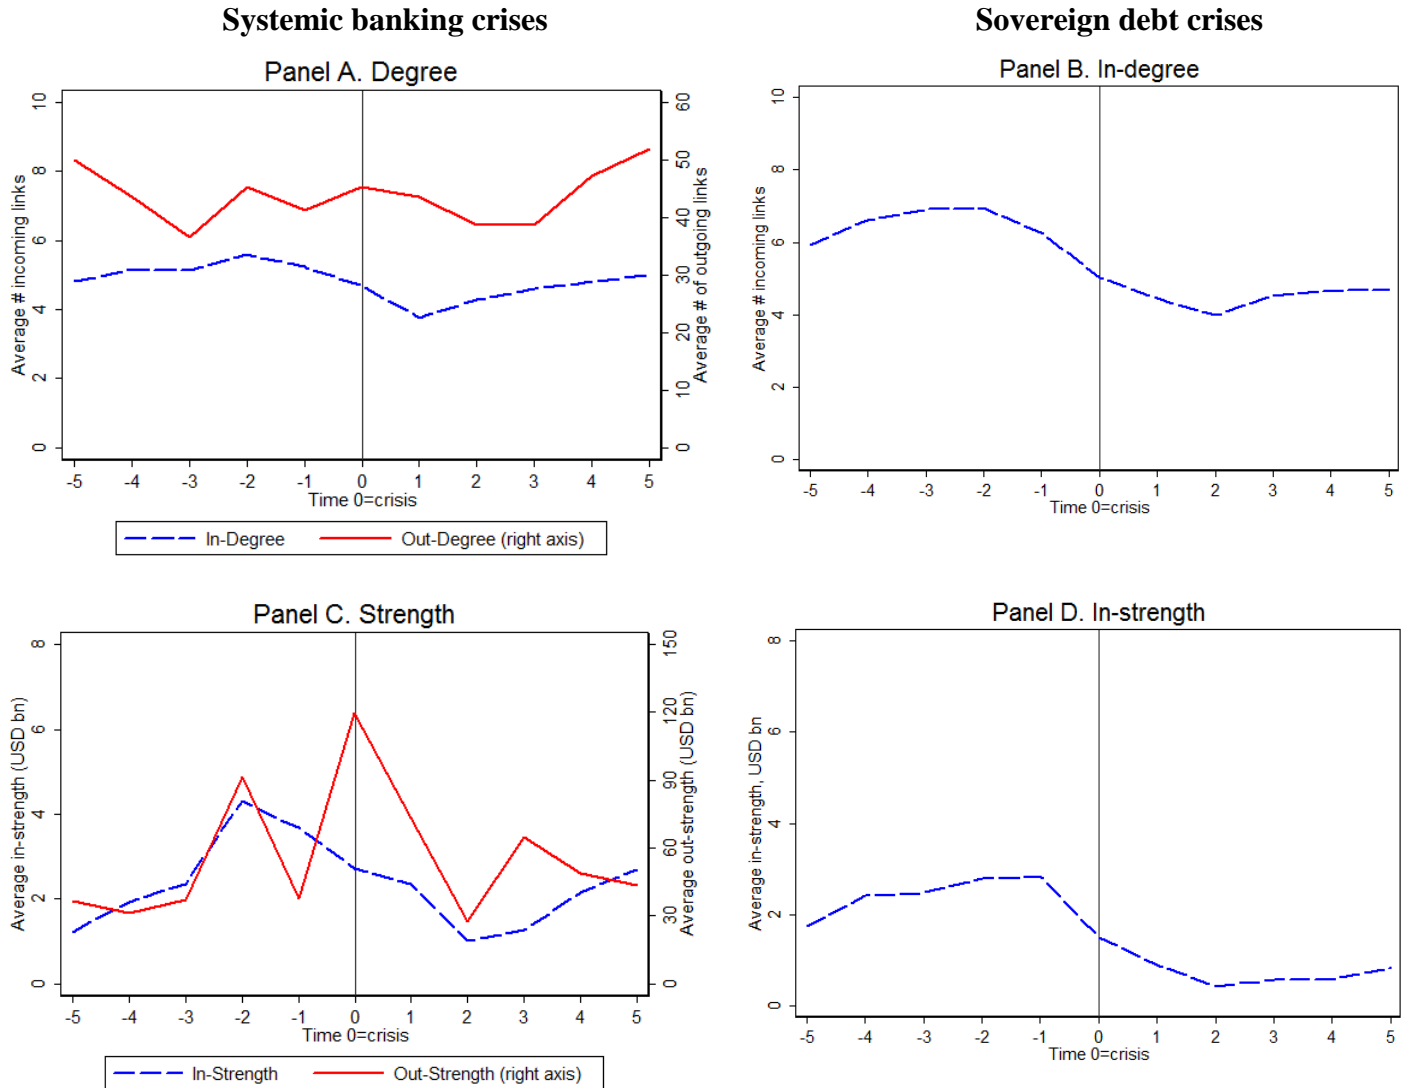 Systemic banking crises
Sovereign debt crises
Panel A. Degree
Average # incoming links
0 2 4 6 8 10
Average # of outgoing links
0 10 20 30 40 50 60
-5 -4 -3 -2 -1 0 1 2 3 4 5
Time 0=crisis
In-Degree Out-Degree (right axis)
Panel B. In-degree
Average # incoming links
0 2 4 6 8 10
-5 -4 -3 -2 -1 0 1 2 3 4 5
Time 0=crisis
Panel C. Strength
Average in-strength (USD bn)
0 2 4 6 8
Average out-strength (USD bn)
0 30 60 90 120 150
-5 -4 -3 -2 -1 0 1 2 3 4 5
Time 0=crisis
In-Strength Out-Strength (right axis)
Panel D. In-strength
Average in-strength, USD bn
0 2 4 6 8
-5 -4 -3 -2 -1 0 1 2 3 4 5
Time 0=crisis